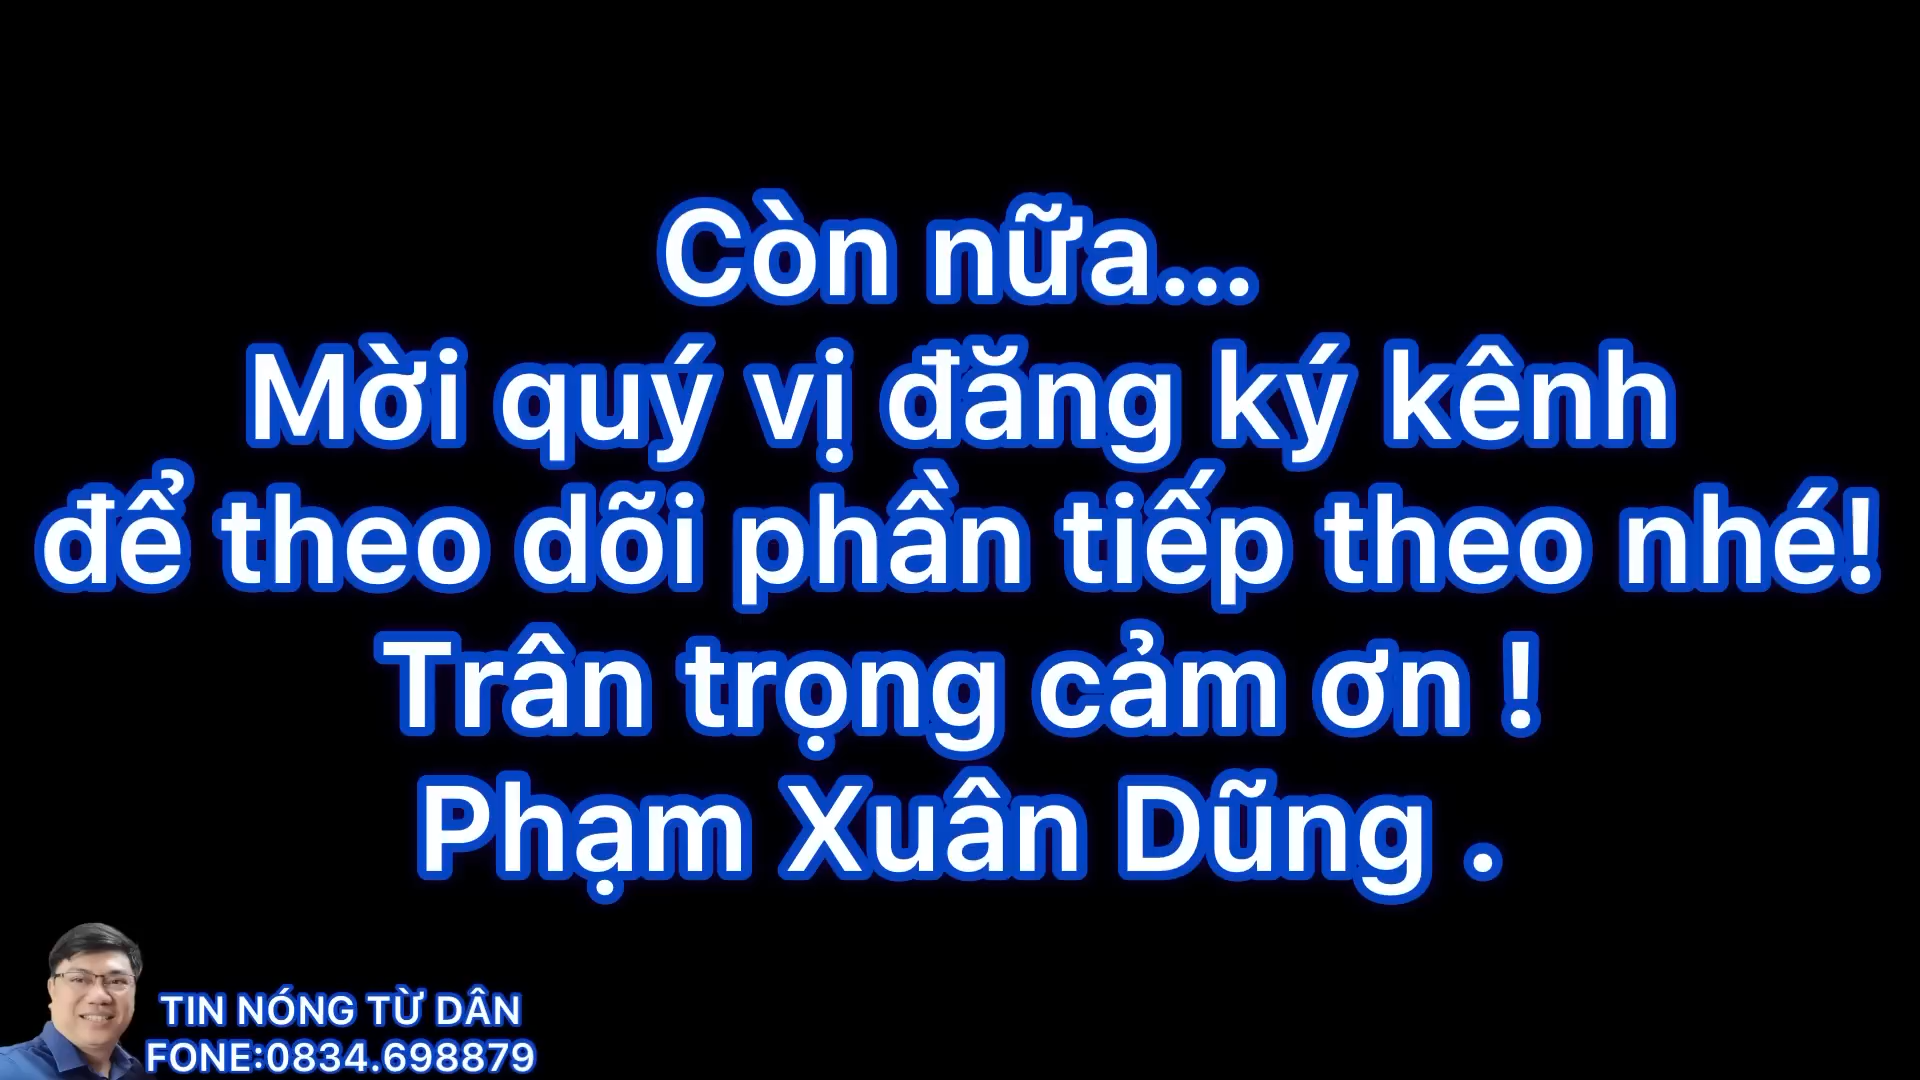 Còn nữa...
Mời quý vị đăng ký kênh
để theo dõi phần tiếp theo nhé!
Trân trọng cảm ơn !
Phạm Xuân Dũng .
TIN NÓNG TỪ DÂN
FONE:0834.698879